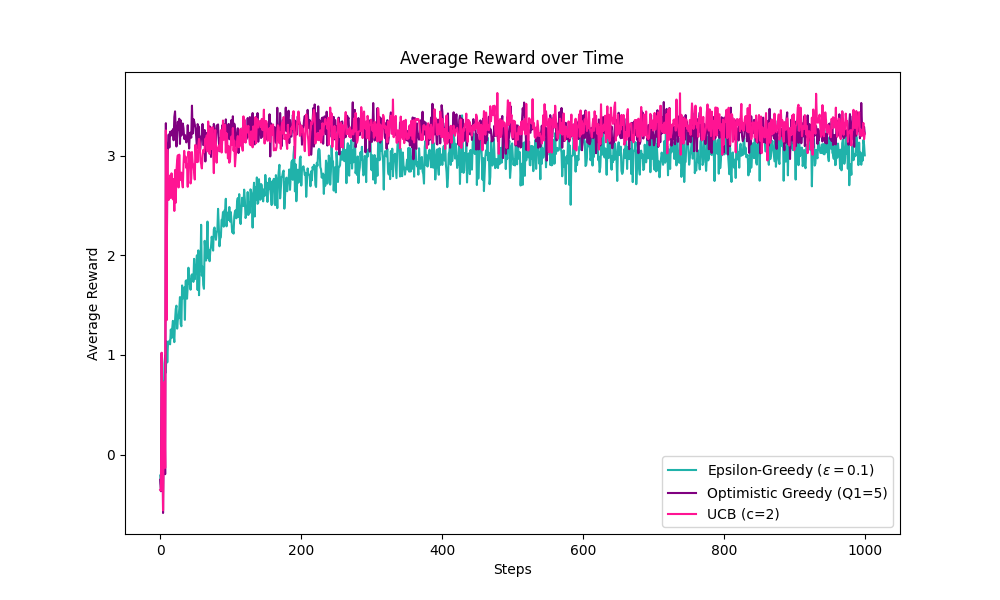 Average Reward over Time
Average Reward
3
2
1
0
0
200
400
600
800
1000
Steps
Epsilon-Greedy (ε = 0.1)
Optimistic Greedy (Q1=5)
UCB (c=2)